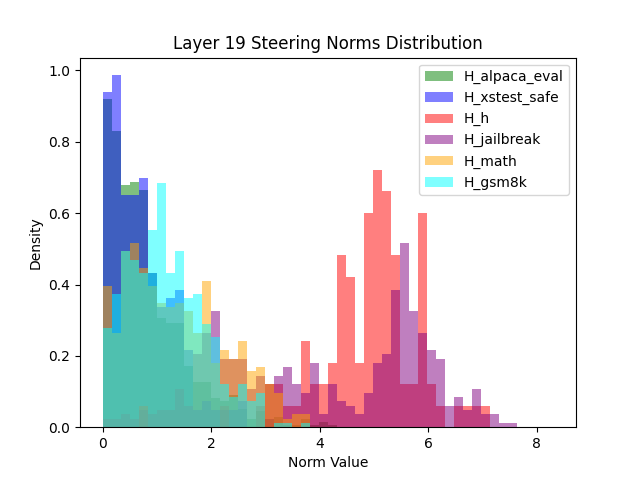 Layer 19 Steering Norms Distribution
H_alpaca_eval
H_xstest_safe
H_h
H_jailbreak
H_math
H_gsm8k
Density
1.0
0.8
0.6
0.4
0.2
0.0
0 2 4 6 8
Norm Value